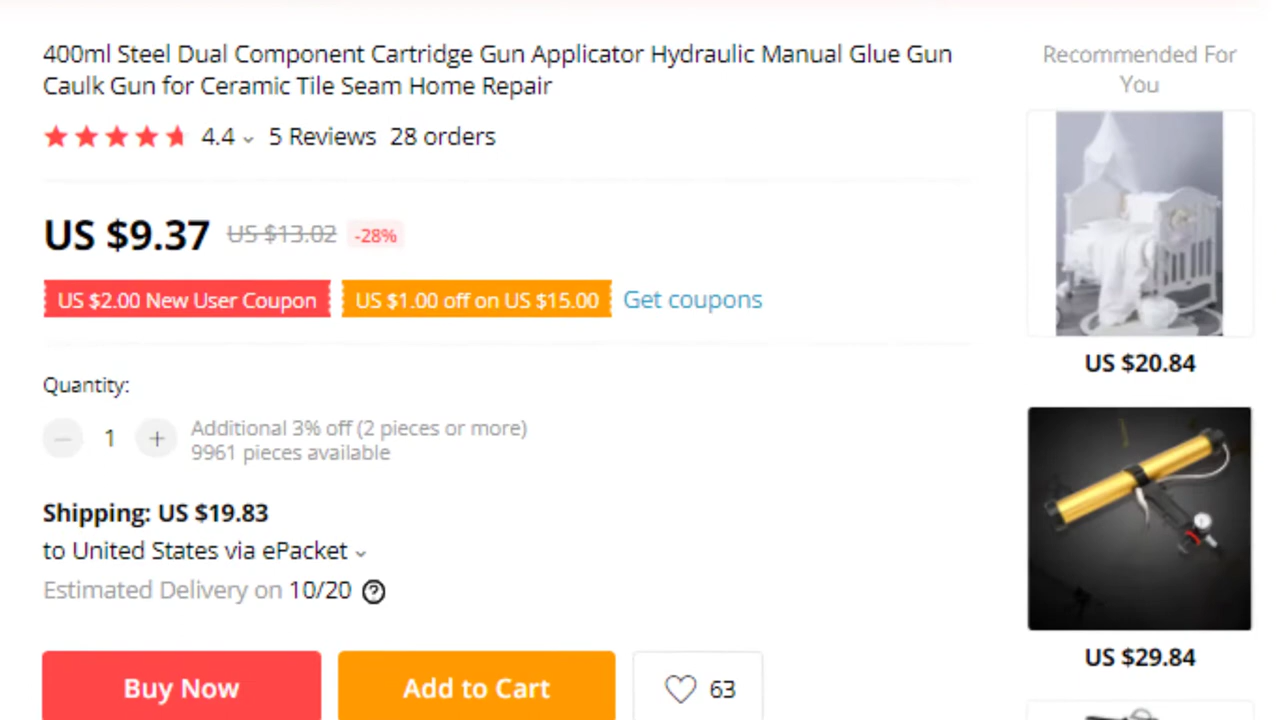 400ml Steel Dual Component Cartridge Gun Applicator Hydraulic Manual Glue Gun
Caulk Gun for Ceramic Tile Seam Home Repair
4.4 5 Reviews 28 orders
US $9.37 US $13.02 -28%
US $2.00 New User Coupon US $1.00 off on US $15.00 Get coupons
Quantity:
1 Additional 3% off (2 pieces or more)
9961 pieces available
Shipping: US $19.83
to United States via ePacket
Estimated Delivery on 10/20
Buy Now Add to Cart 63
Recommended For
You
US $20.84
US $29.84